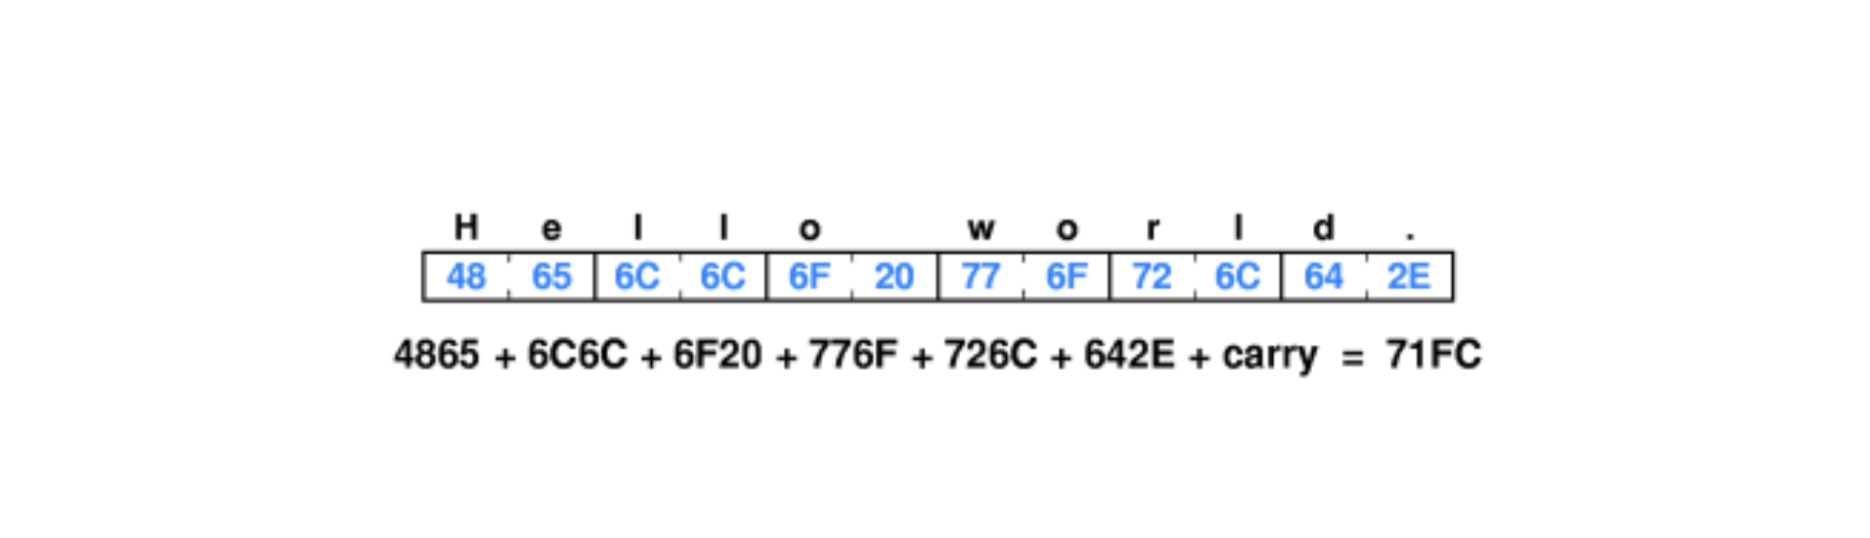 H e l l o w o r l d .
48 65 6C 6C 6F 20 77 6F 72 6C 64 2E
4865 + 6C6C + 6F20 + 776F + 726C + 642E + carry = 71FC